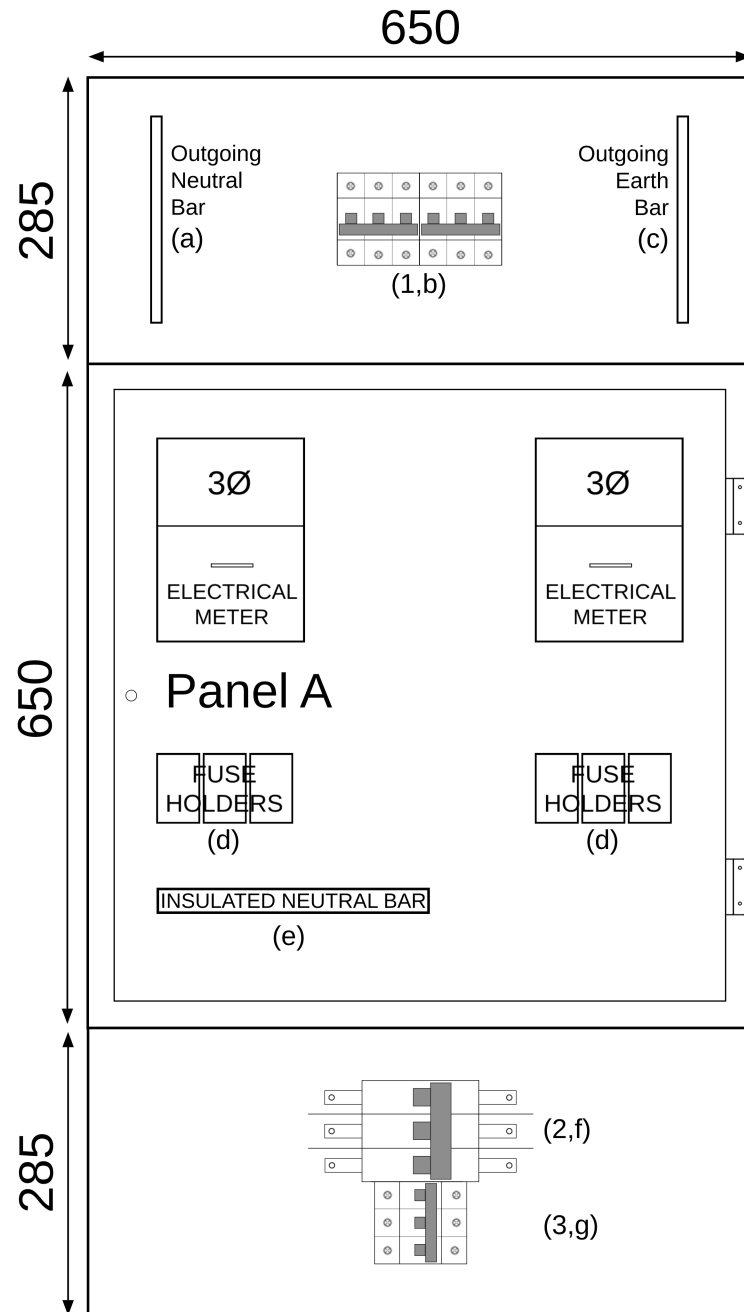 650
285
Outgoing
Neutral
Bar
(a)
Outgoing
Earth
Bar
(c)
(1,b)
650
3Ø
ELECTRICAL
METER
3Ø
ELECTRICAL
METER
Panel A
FUSE
HOLDERS
(d)
FUSE
HOLDERS
(d)
INSULATED NEUTRAL BAR
(e)
285
(2,f)
(3,g)